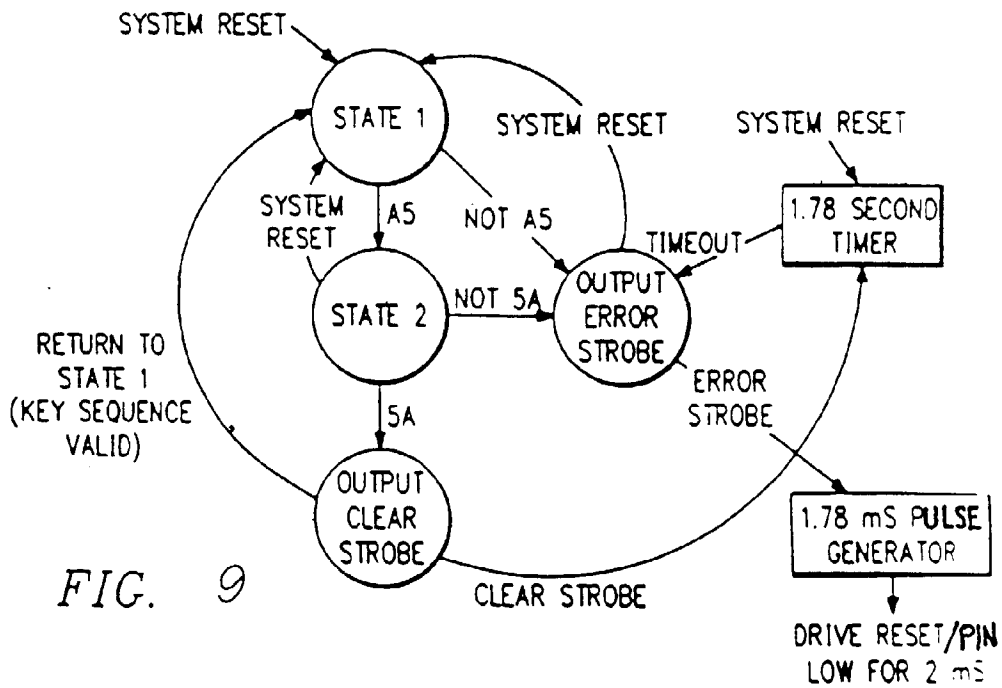 SYSTEM RESET
STATE 1
SYSTEM RESET
SYSTEM RESET
SYSTEM
RESET
A5
NOT A5
1.78 SECOND
TIMER
TIMEOUT
STATE 2
NOT 5A
OUTPUT
ERROR
STROBE
RETURN TO
STATE 1
(KEY SEQUENCE
VALID)
5A
ERROR
STROBE
OUTPUT
CLEAR
STROBE
1.78 mS PULSE
GENERATOR
CLEAR STROBE
FIG. 9
DRIVE RESET/PIN
LOW FOR 2 mS